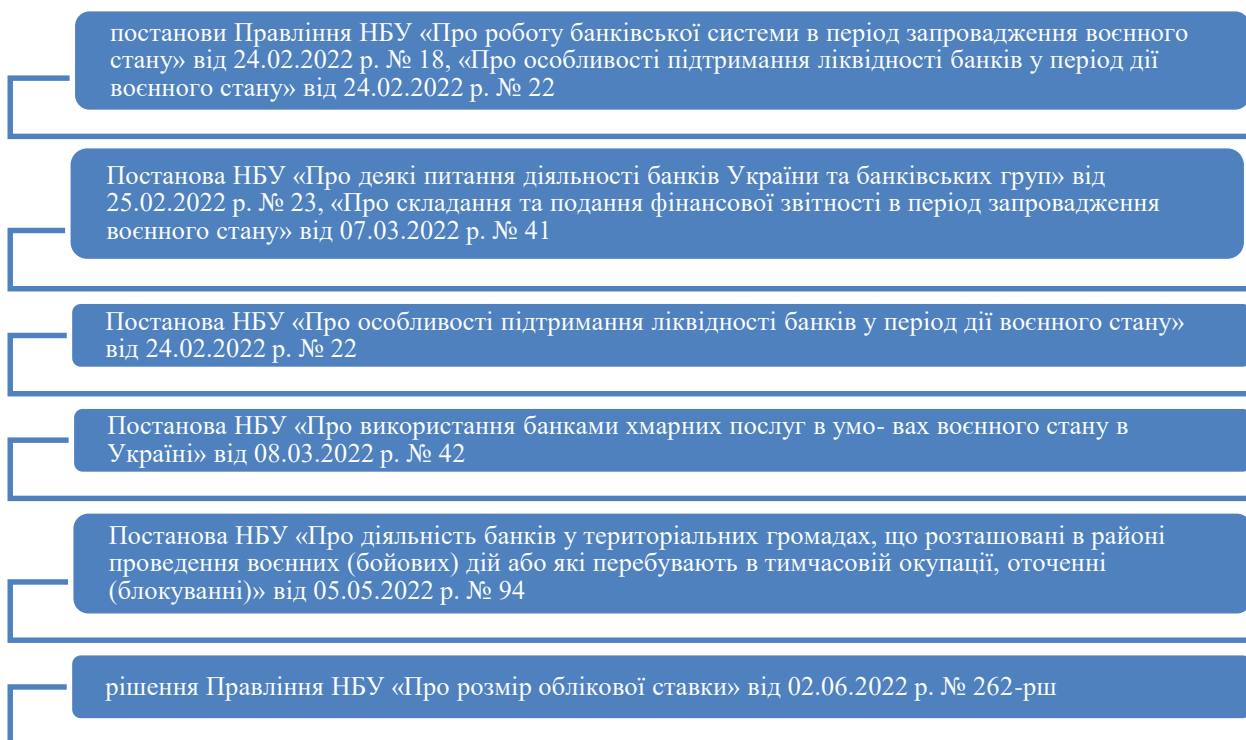 постанови Правління НБУ «Про роботу банківської системи в період запровадження воєнного
стану» від 24.02.2022 р. № 18, «Про особливості підтримання ліквідності банків у період дії
воєнного стану» від 24.02.2022 р. № 22
Постанова НБУ «Про деякі питання діяльності банків України та банківських груп» від
25.02.2022 р. № 23, «Про складання та подання фінансової звітності в період запровадження
воєнного стану» від 07.03.2022 р. № 41
Постанова НБУ «Про особливості підтримання ліквідності банків у період дії воєнного стану»
від 24.02.2022 р. № 22
Постанова НБУ «Про використання банками хмарних послуг в умо- вах воєнного стану в
Україні» від 08.03.2022 р. № 42
Постанова НБУ «Про діяльність банків у територіальних громадах, що розташовані в районі
проведення воєнних (бойових) дій або які перебувають в тимчасовій окупації, оточенні
(блокуванні)» від 05.05.2022 р. № 94
рішення Правління НБУ «Про розмір облікової ставки» від 02.06.2022 р. № 262-рш